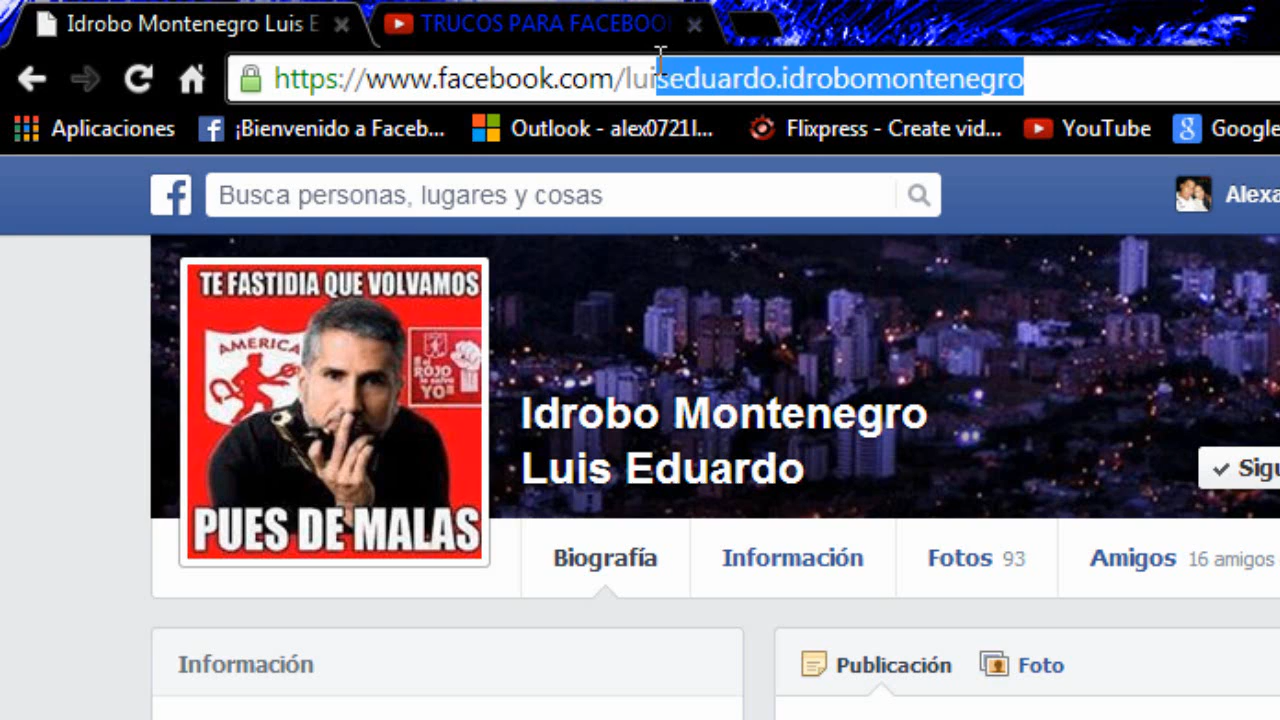 Idrobo Montenegro Luis E
TRUCOS PARA FACEBOO
https://www.facebook.com/luiseduardo.idrobomontenegro
Aplicaciones
¡Bienvenido a Faceb...
Outlook - alex0721l...
Flixpress - Create vid...
YouTube
Google
Busca personas, lugares y cosas
Alexa
TE FASTIDIA QUE VOLVAMOS
AMERICA
ROJO
YO
PUES DE MALAS
Idrobo Montenegro
Luis Eduardo
Sigu
Biografía
Información
Fotos 93
Amigos 16 amigos
Información
Publicación
Foto